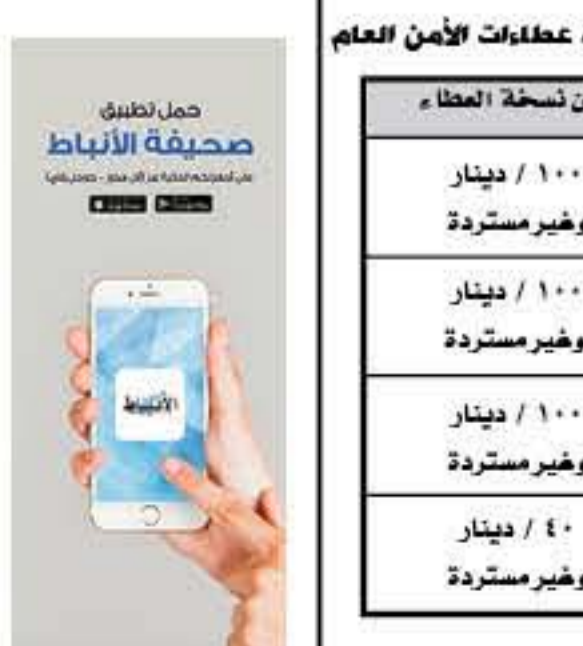 عطاءات الأمن العام
نسخة العطاء
١٠٠ / دينار
وغير مستردة
١٠٠ / دينار
وغير مستردة
١٠٠ / دينار
وغير مستردة
٤٠ / دينار
وغير مستردة
حمل تطبيق
صحيفة الأنباط
الأنباط